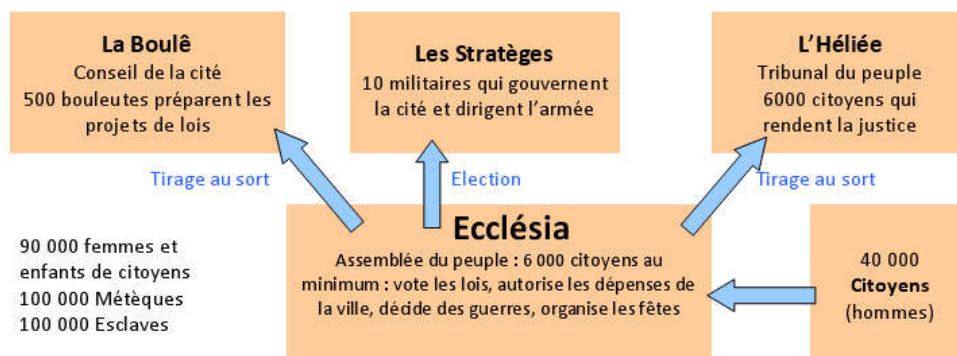 La Boulê
Conseil de la cité
500 bouleutes préparent les
projets de lois
Les Stratèges
10 militaires qui gouvernent
la cité et dirigent l'armée
L'Héliée
Tribunal du peuple
6000 citoyens qui
rendent la justice
Tirage au sort
Election
Tirage au sort
90 000 femmes et
enfants de citoyens
100 000 Métèques
100 000 Esclaves
Ecclésia
Assemblée du peuple : 6 000 citoyens au
minimum : vote les lois, autorise les dépenses de
la ville, décide des guerres, organise les fêtes
40 000
Citoyens
(hommes)